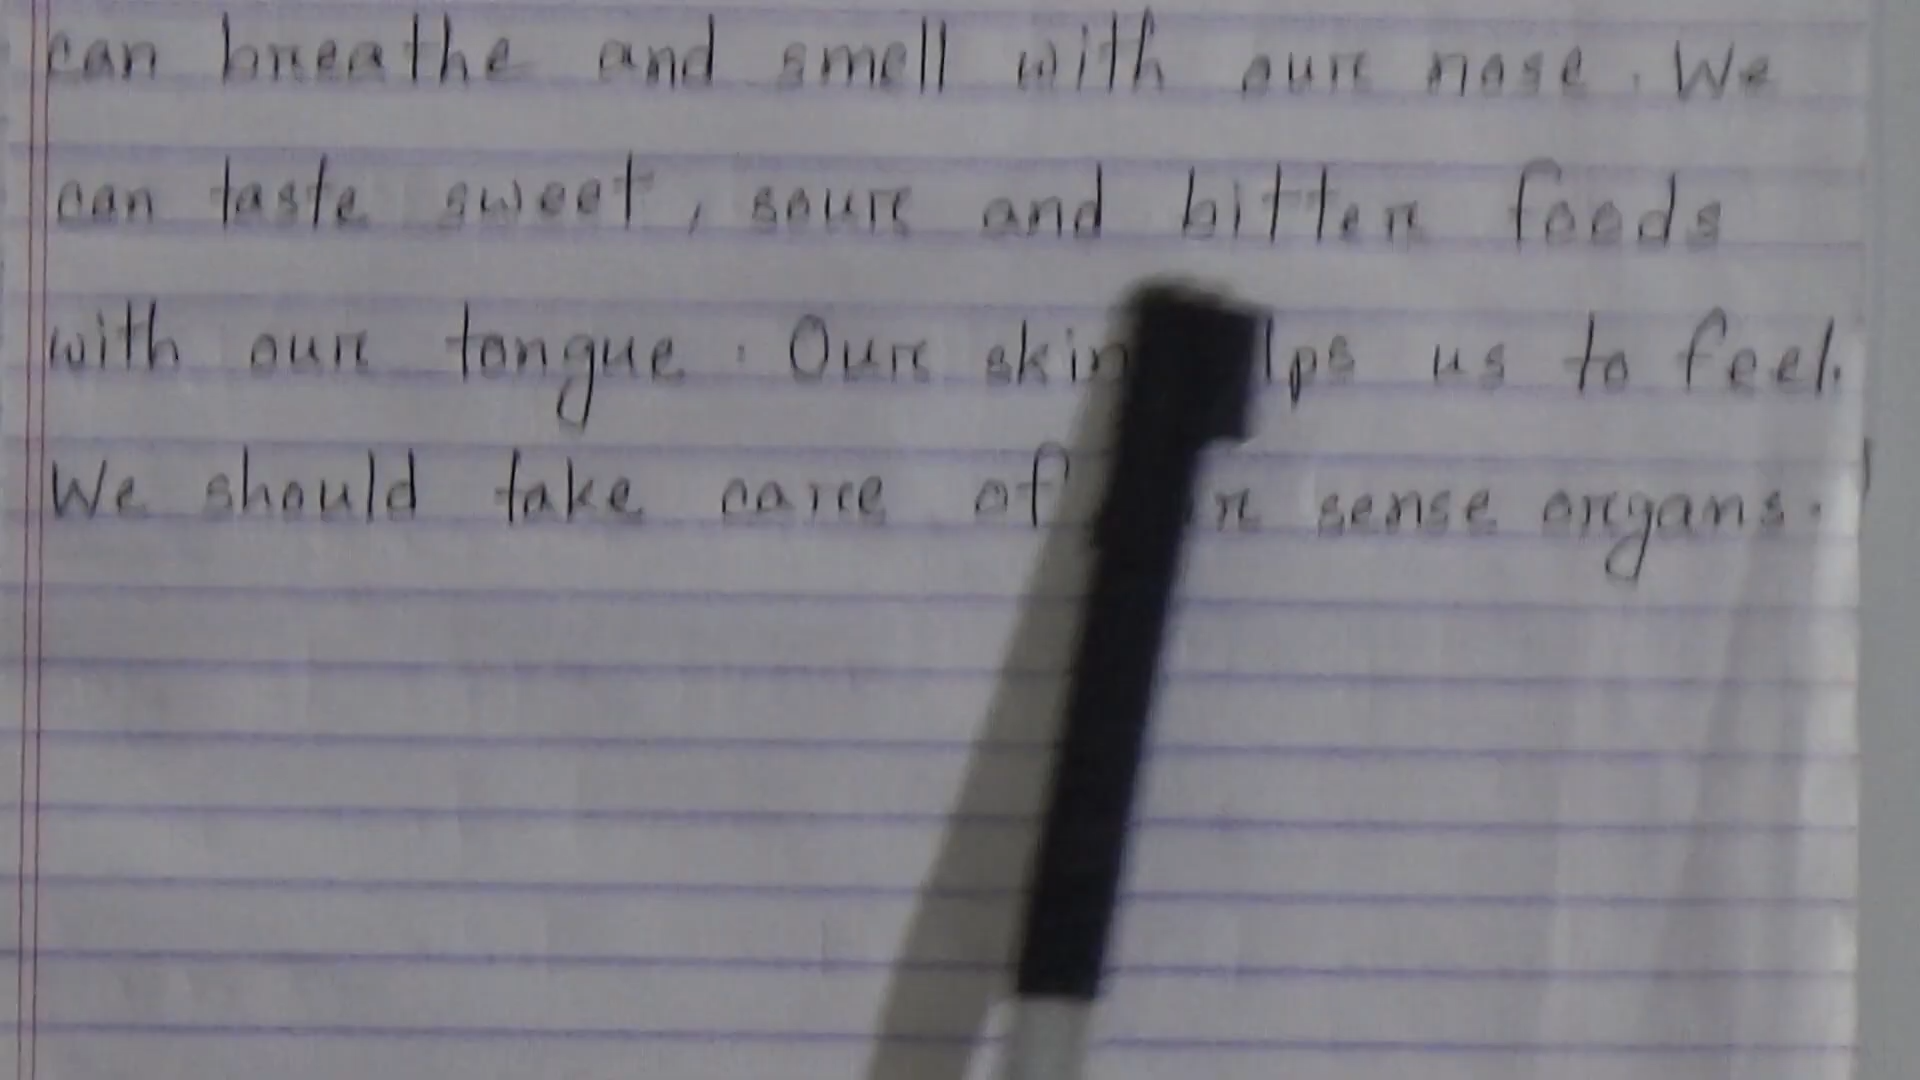 can breathe and smell with our nose. We
can taste sweet, sour and bitter foods
with our tongue. Our skin lps us to feel.
We should take care of r sense organs.